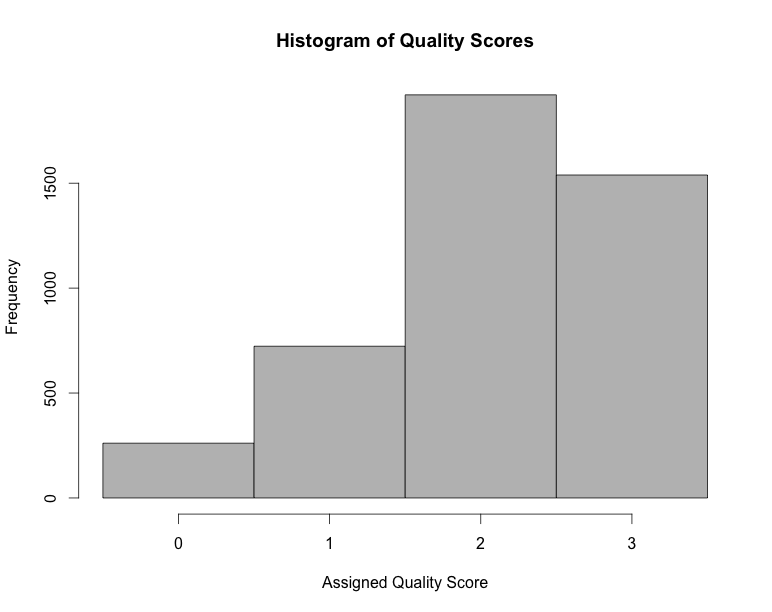 Histogram of Quality Scores
Frequency
1500
1000
500
0
0 1 2 3
Assigned Quality Score